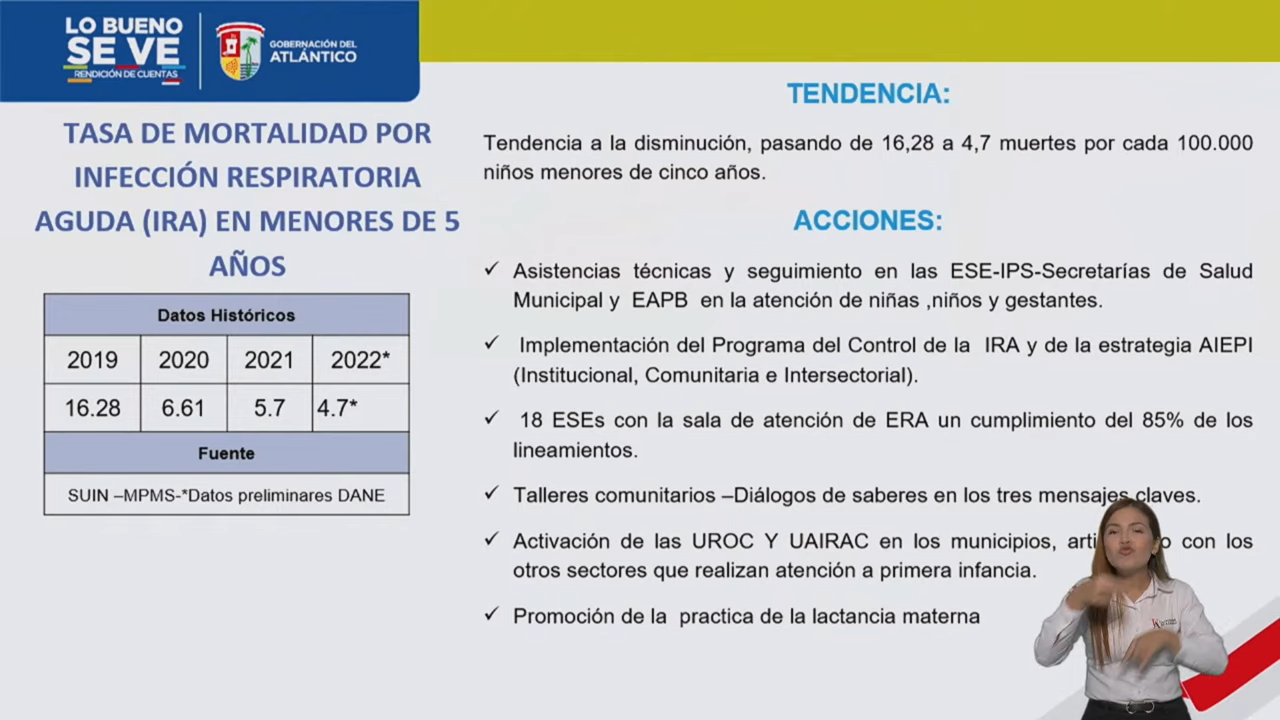 LO BUENO
SE VE
RENDICIÓN DE CUENTAS
GOBERNACIÓN DEL
ATLÁNTICO
TASA DE MORTALIDAD POR
INFECCIÓN RESPIRATORIA
AGUDA (IRA) EN MENORES DE 5
AÑOS
Datos Históricos
2019 2020 2021 2022*
16.28 6.61 5.7 4.7*
Fuente
SUIN –MPMS-*Datos preliminares DANE
TENDENCIA:
Tendencia a la disminución, pasando de 16,28 a 4,7 muertes por cada 100.000
niños menores de cinco años.
ACCIONES:
✓ Asistencias técnicas y seguimiento en las ESE-IPS-Secretarías de Salud
Municipal y EAPB en la atención de niñas ,niños y gestantes.
✓ Implementación del Programa del Control de la IRA y de la estrategia AIEPI
(Institucional, Comunitaria e Intersectorial).
✓ 18 ESEs con la sala de atención de ERA un cumplimiento del 85% de los
lineamientos.
✓ Talleres comunitarios –Diálogos de saberes en los tres mensajes claves.
✓ Activación de las UROC Y UAIRAC en los municipios, con los
otros sectores que realizan atención a primera infancia.
✓ Promoción de la practica de la lactancia materna